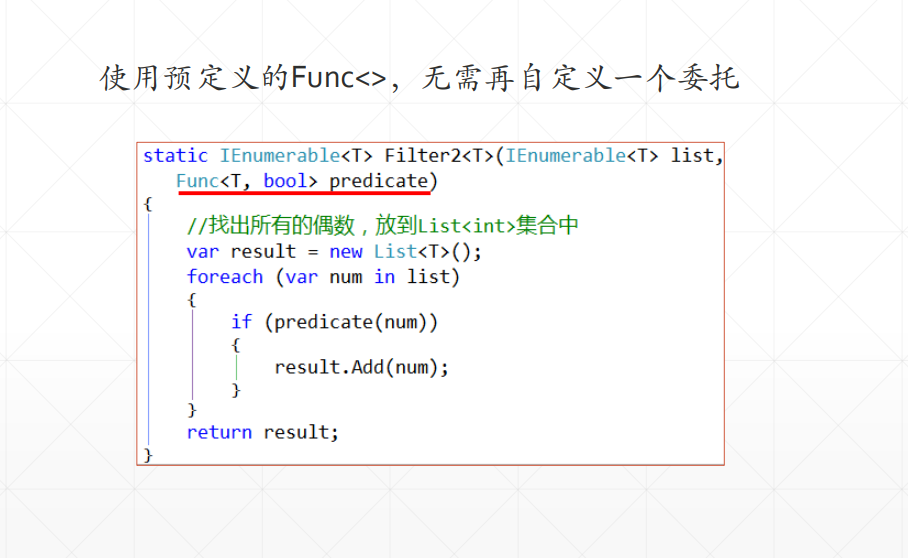 使用预定义的Func<>，无需再自定义一个委托
static IEnumerable<T> Filter2<T>(IEnumerable<T> list,
Func<T, bool> predicate)
{
//找出所有的偶数，放到List<int>集合中
var result = new List<T>();
foreach (var num in list)
{
if (predicate(num))
{
result.Add(num);
}
}
return result;
}